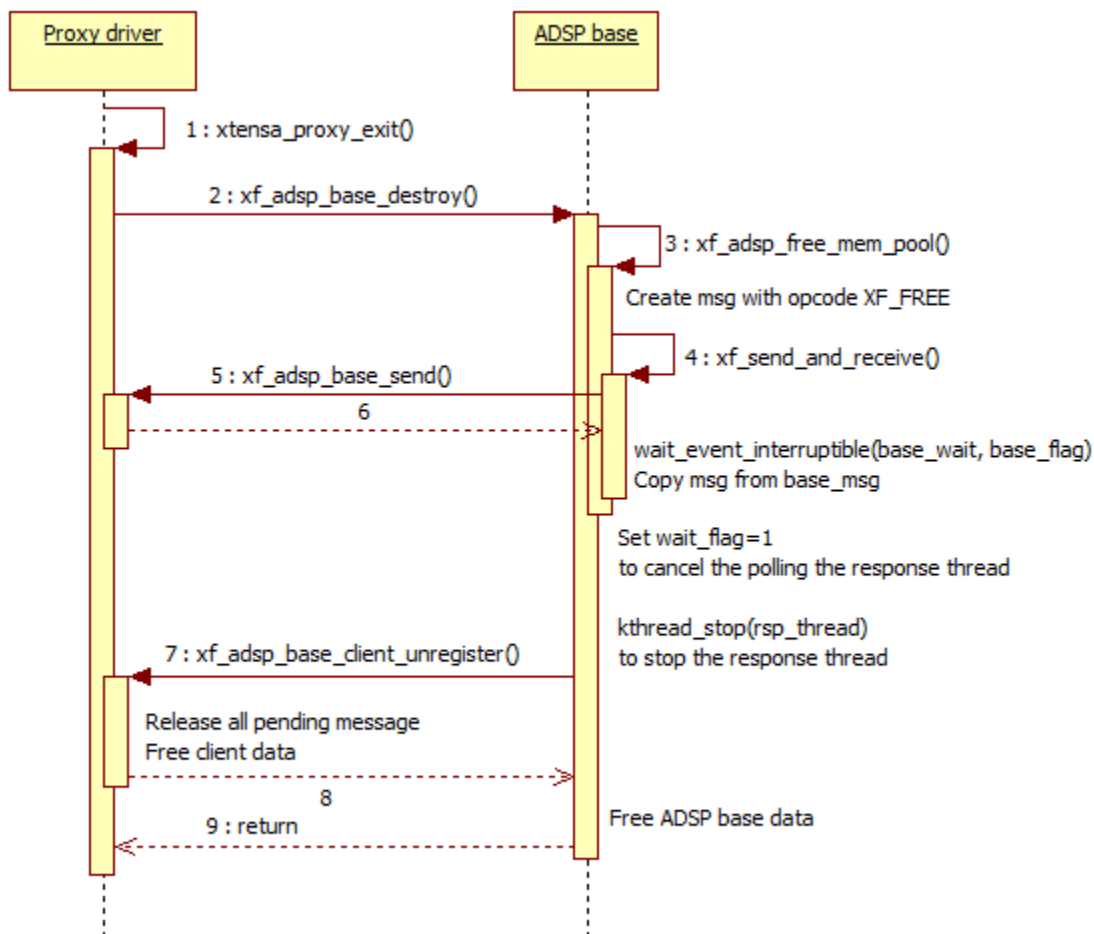 Proxy driver
ADSP base
1 : xtensa_proxy_exit()
2 : xf_adsp_base_destroy()
3 : xf_adsp_free_mem_pool()
Create msg with opcode XF_FREE
4 : xf_send_and_receive()
5 : xf_adsp_base_send()
6
wait_event_interruptible(base_wait, base_flag)
Copy msg from base_msg
Set wait_flag=1
to cancel the polling the response thread
kthread_stop(rsp_thread)
to stop the response thread
7 : xf_adsp_base_client_unregister()
Release all pending message
Free client data
8
Free ADSP base data
9 : return